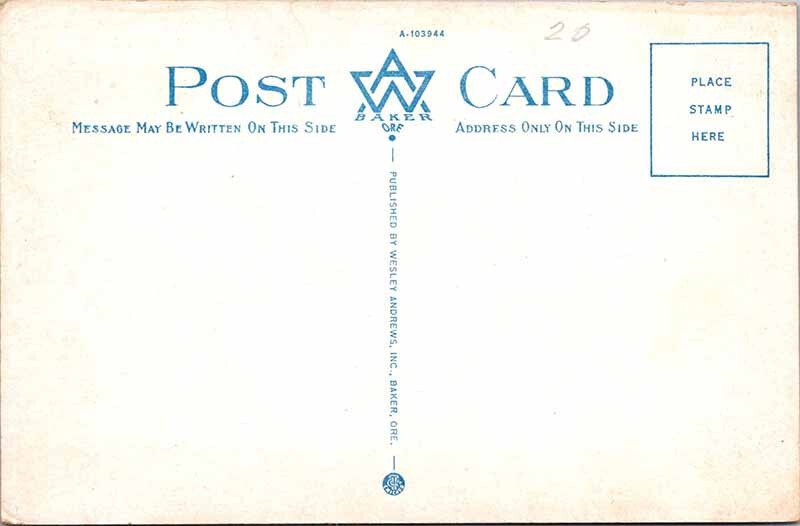 A-103944
20
POST CARD
AW
BAKER
ORE
MESSAGE MAY BE WRITTEN ON THIS SIDE
ADDRESS ONLY ON THIS SIDE
PLACE
STAMP
HERE
PUBLISHED BY WESLEY ANDREWS, INC., BAKER, ORE.